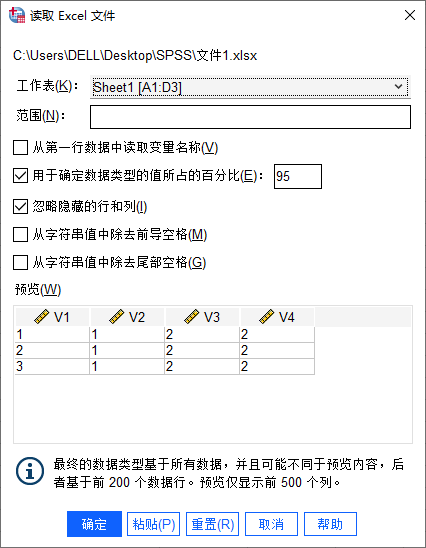 读取 Excel 文件
C:\Users\DELL\Desktop\SPSS\文件1.xlsx
工作表(K): Sheet1 [A1:D3]
范围(N):
从第一行数据中读取变量名称(V)
用于确定数据类型的值所占的百分比(E): 95
忽略隐藏的行和列(I)
从字符串值中除去前导空格(M)
从字符串值中除去尾部空格(G)
预览(W)
V1 V2 V3 V4
1 1 2 2
2 1 2 2
3 1 2 2
最终的数据类型基于所有数据，并且可能不同于预览内容，后
者基于前 200 个数据行。预览仅显示前 500 个列。
确定 粘贴(P) 重置(R) 取消 帮助